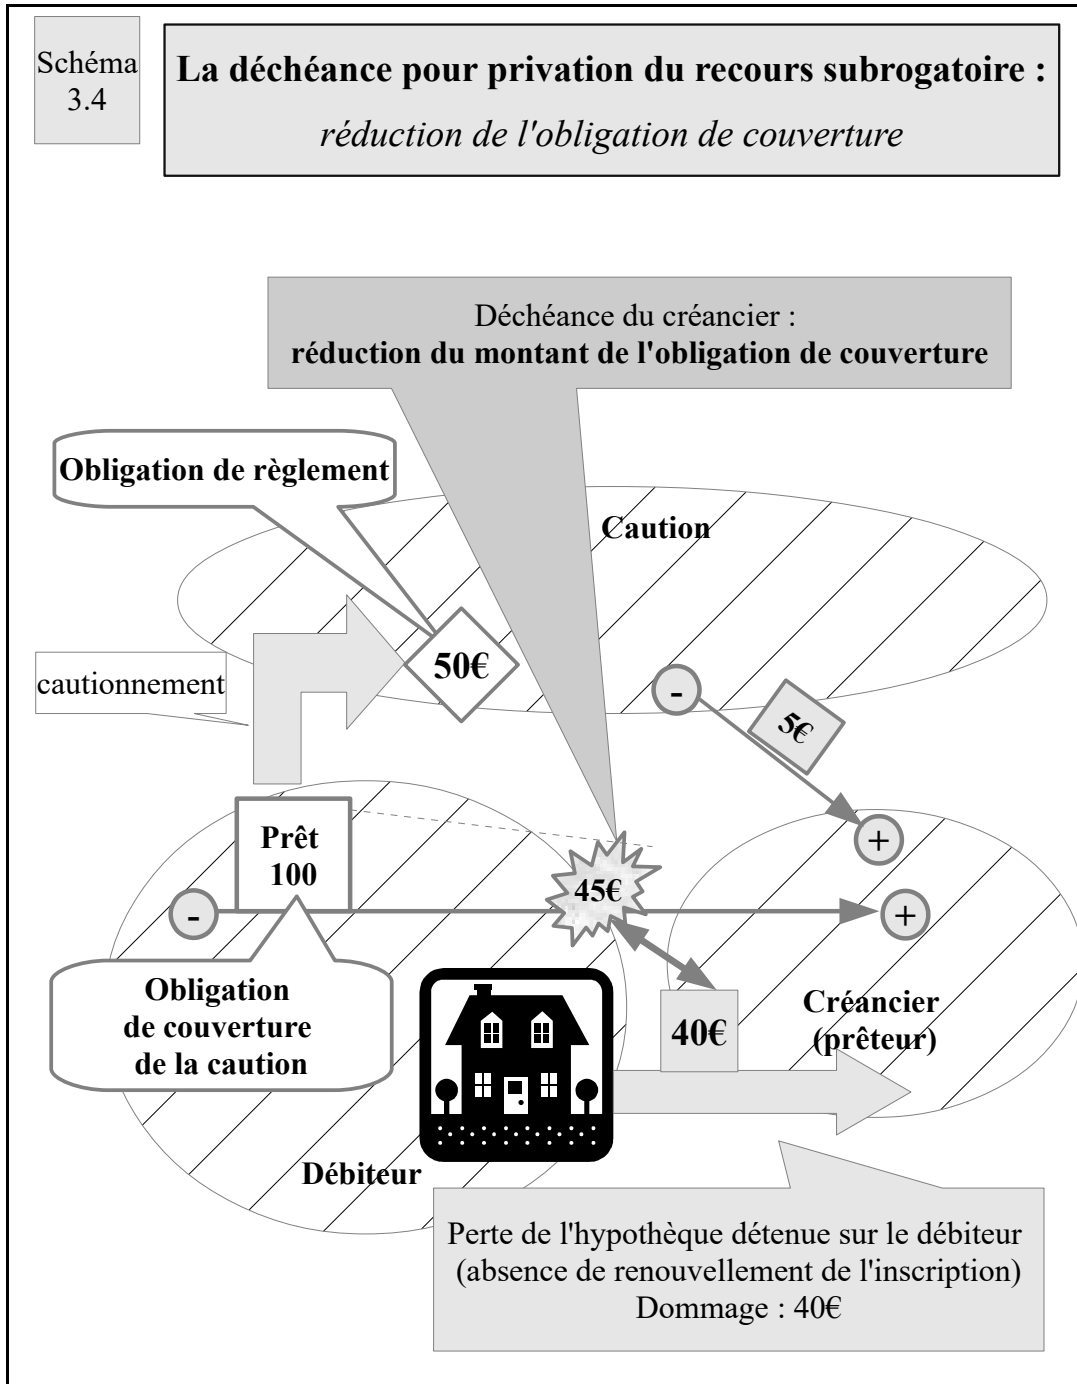 Schéma
3.4
La déchéance pour privation du recours subrogatoire :
réduction de l'obligation de couverture
Déchéance du créancier :
réduction du montant de l'obligation de couverture
Obligation de règlement
Caution
50€
cautionnement
-
5€
Prêt
100
+
45€
-
+
Obligation
de couverture
de la caution
Créancier
(prêteur)
40€
Débiteur
Perte de l'hypothèque détenue sur le débiteur
(absence de renouvellement de l'inscription)
Dommage : 40€